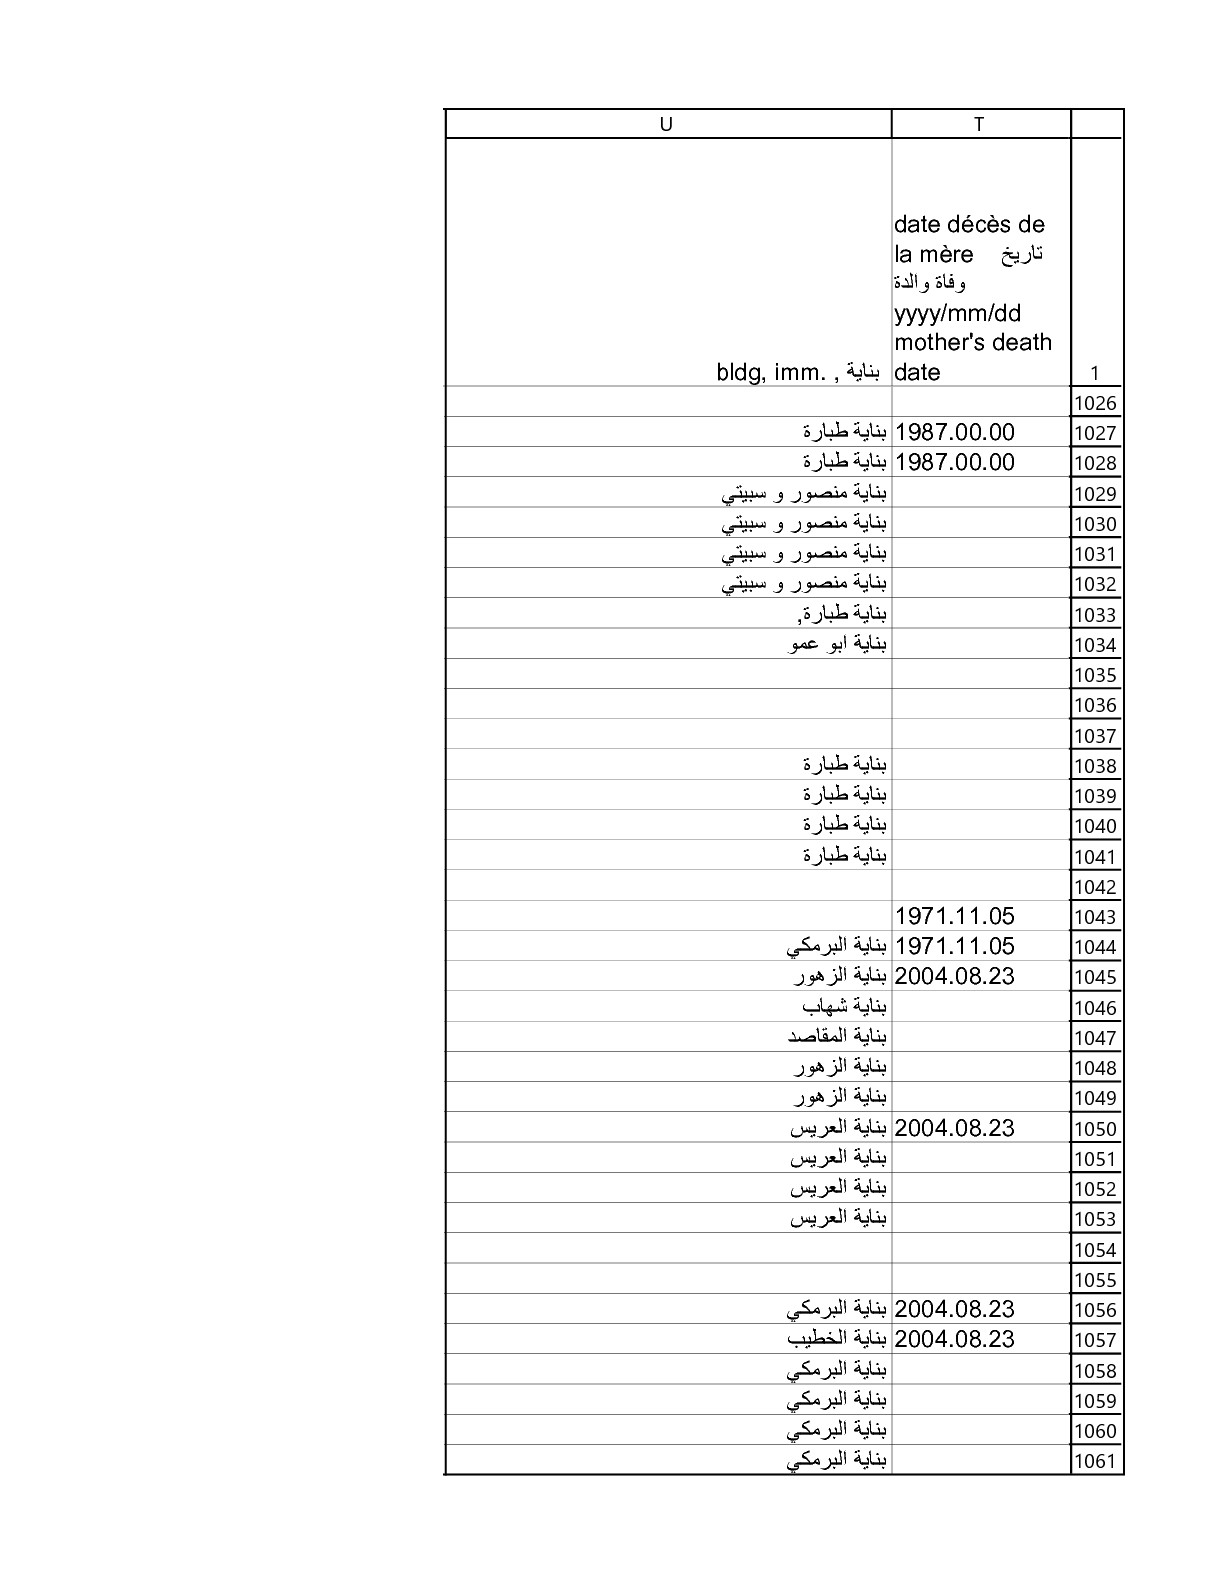 U T
date décès de
la mère تاريخ
وفاة والدة
yyyy/mm/dd
mother's death
bldg, imm. , بناية date 1
1026
بناية طبارة 1987.00.00 1027
بناية طبارة 1987.00.00 1028
بناية منصور و سبيتي 1029
بناية منصور و سبيتي 1030
بناية منصور و سبيتي 1031
بناية منصور و سبيتي 1032
بناية طبارة, 1033
بناية ابو عمو 1034
1035
1036
1037
بناية طبارة 1038
بناية طبارة 1039
بناية طبارة 1040
بناية طبارة 1041
1042
1971.11.05 1043
بناية البرمكي 1971.11.05 1044
بناية الزهور 2004.08.23 1045
بناية شهاب 1046
بناية المقاصد 1047
بناية الزهور 1048
بناية الزهور 1049
بناية العريس 2004.08.23 1050
بناية العريس 1051
بناية العريس 1052
بناية العريس 1053
1054
1055
بناية البرمكي 2004.08.23 1056
بناية الخطيب 2004.08.23 1057
بناية البرمكي 1058
بناية البرمكي 1059
بناية البرمكي 1060
بناية البرمكي 1061